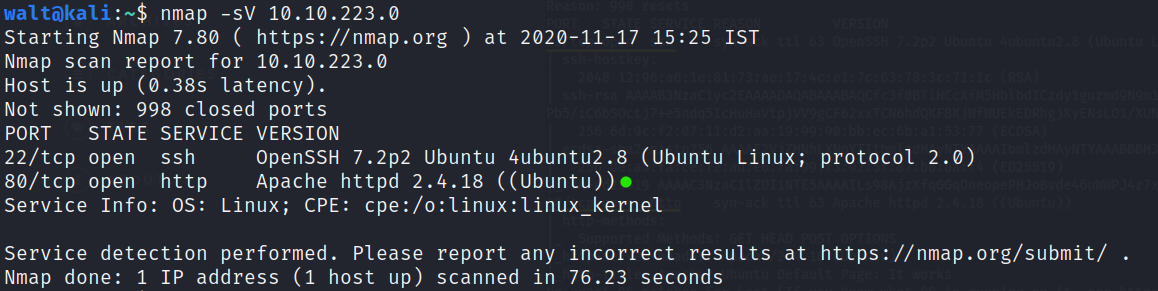 walt@kali:~$ nmap -sV 10.10.223.0
Starting Nmap 7.80 ( https://nmap.org ) at 2020-11-17 15:25 IST
Nmap scan report for 10.10.223.0
Host is up (0.38s latency).
Not shown: 998 closed ports
PORT   STATE SERVICE VERSION
22/tcp open  ssh     OpenSSH 7.2p2 Ubuntu 4ubuntu2.8 (Ubuntu Linux; protocol 2.0)
80/tcp open  http    Apache httpd 2.4.18 ((Ubuntu))
Service Info: OS: Linux; CPE: cpe:/o:linux:linux_kernel
Service detection performed. Please report any incorrect results at https://nmap.org/submit/ .
Nmap done: 1 IP address (1 host up) scanned in 76.23 seconds